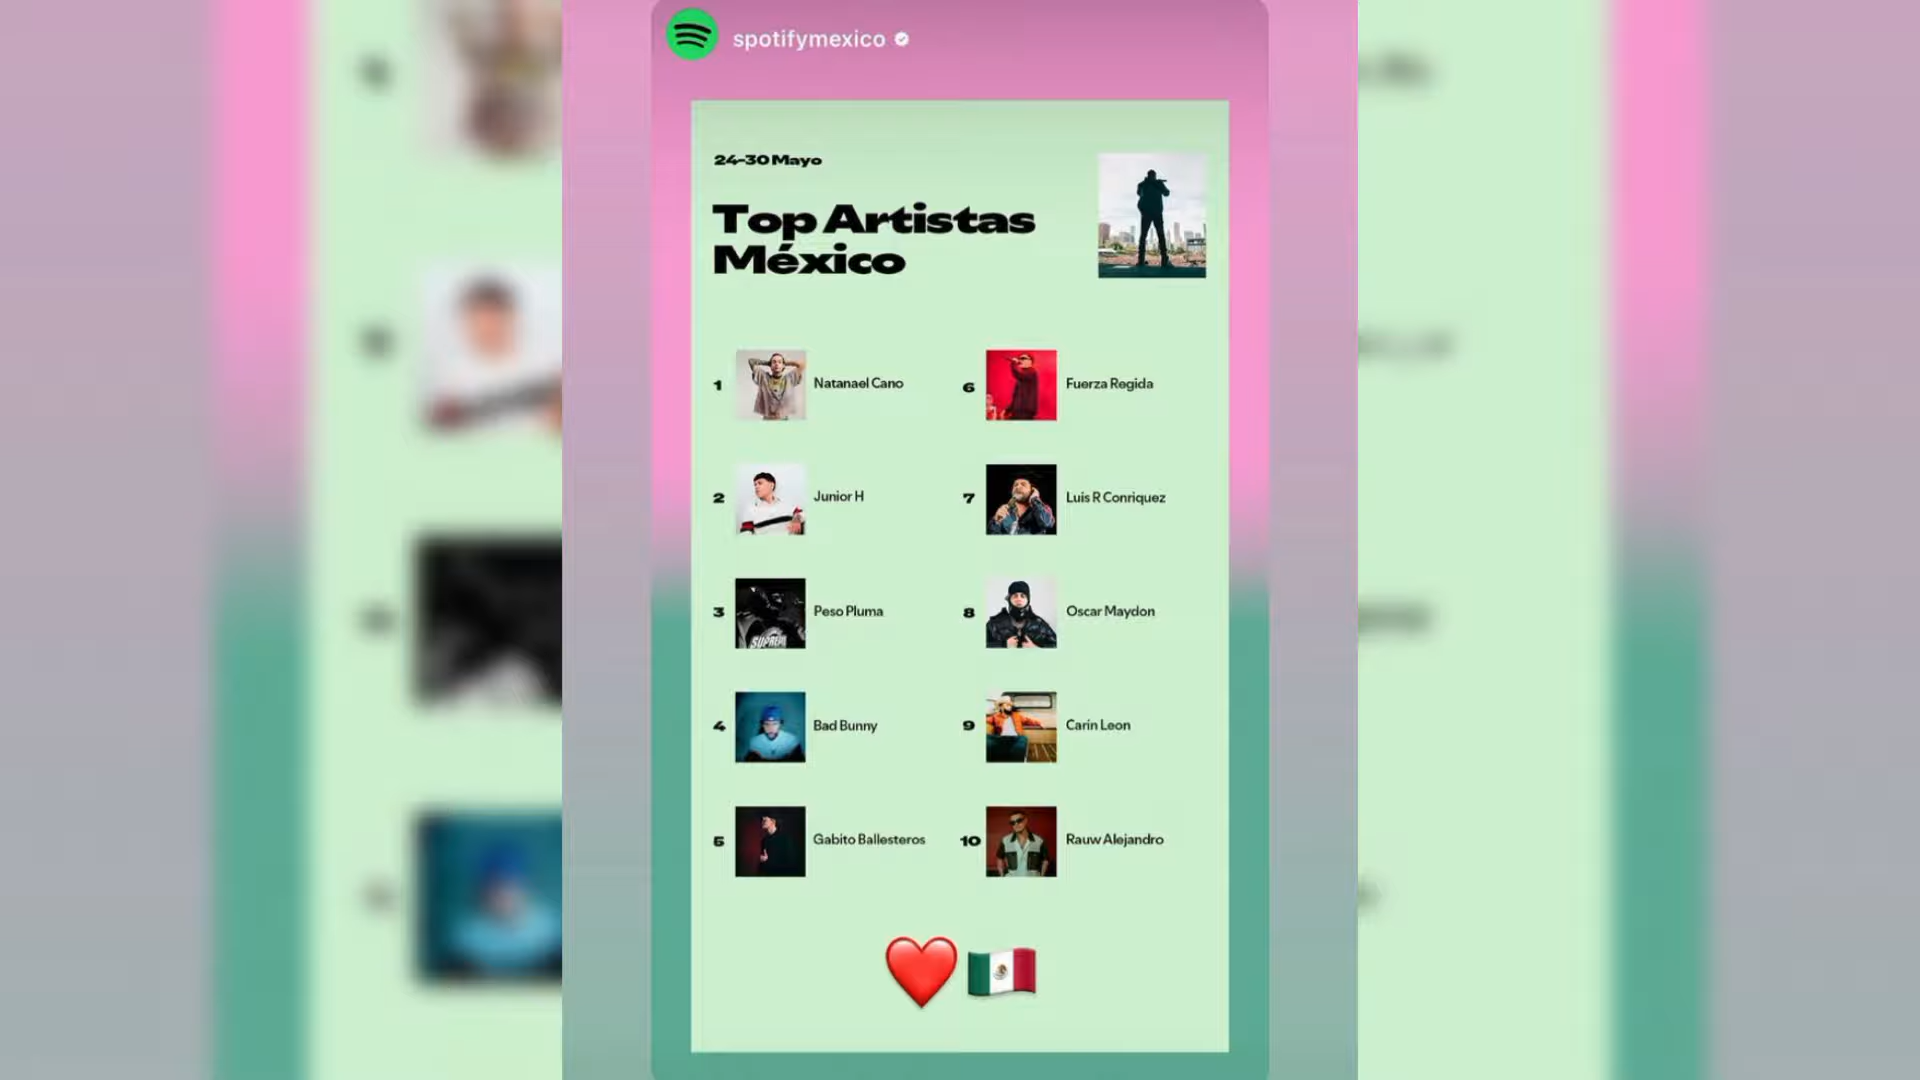 spotifymexico
24-30 Mayo
Top Artistas
México
1 Natanael Cano
2 Junior H
3 Peso Pluma
SUPREME
4 Bad Bunny
5 Gabito Ballesteros
6 Fuerza Regida
7 Luis R Conriquez
8 Oscar Maydon
9 Carin Leon
10 Rauw Alejandro